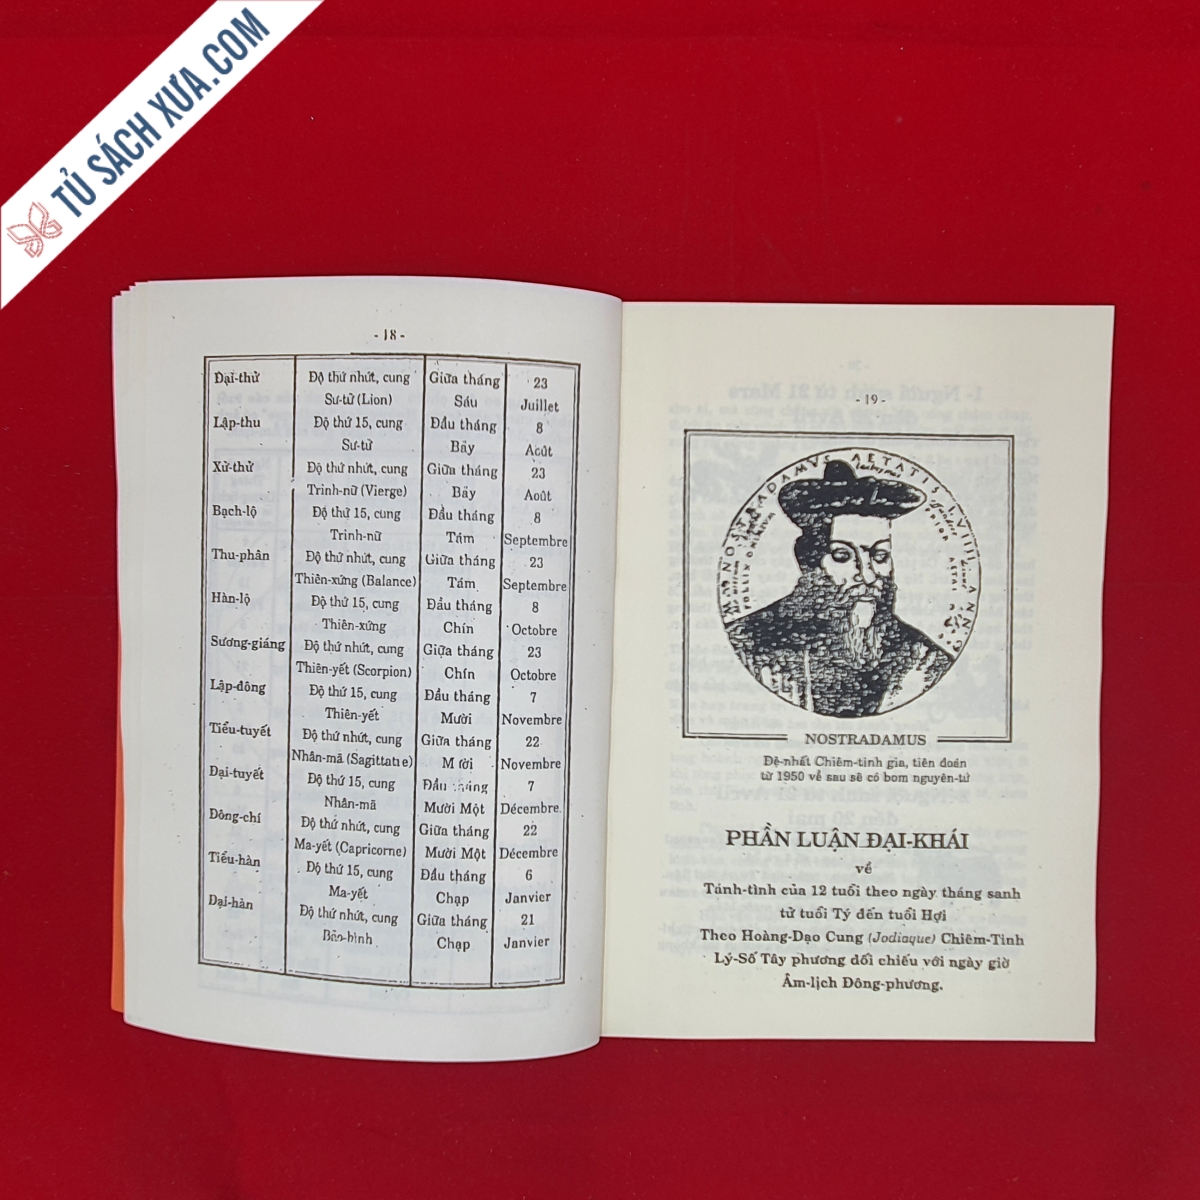 TỦ SÁCH XƯA.COM
- 18 -
Đại-thử Độ thứ nhứt, cung Giữa tháng 23
Sư-tử (Lion) Sáu Juillet
Lập-thu Độ thứ 15, cung Đầu tháng 8
Sư-tử Bảy Août
Xử-thử Độ thứ nhứt, cung Giữa tháng 23
Trinh-nữ (Vierge) Bảy Août
Bạch-lộ Độ thứ 15, cung Đầu tháng 8
Trinh-nữ Tám Septembre
Thu-phân Độ thứ nhứt, cung Giữa tháng 23
Thiên-xứng (Balance) Tám Septembre
Hàn-lộ Độ thứ 15, cung Đầu tháng 8
Thiên-xứng Chín Octobre
Sương-giáng Độ thứ nhứt, cung Giữa tháng 23
Thiên-yết (Scorpion) Chín Octobre
Lập-đông Độ thứ 15, cung Đầu tháng 7
Thiên-yết Mười Novembre
Tiểu-tuyết Độ thứ nhứt, cung Giữa tháng 22
Nhân-mã (Sagittatre) M ười Novembre
Đại-tuyết Độ thứ 15, cung Đầu tháng 7
Nhân-mã Mười Một Décembre
Đông-chí Độ thứ nhứt, cung Giữa tháng 22
Ma-yết (Capricorne) Mười Một Décembre
Tiểu-hàn Độ thứ 15, cung Đầu tháng 6
Ma-yết Chạp Janvier
Đại-hàn Độ thứ nhứt, cung Giữa tháng 21
Bảo-bình Chạp Janvier
- 19 -
NOSTRADAMUS AETATIS
NOSTRADAMUS
Đệ-nhất Chiêm-tinh gia, tiên đoán
từ 1950 về sau sẽ có bom nguyên-tử
PHẦN LUẬN ĐẠI-KHÁI
về
Tánh-tình của 12 tuổi theo ngày tháng sanh
từ tuổi Tý đến tuổi Hợi
Theo Hoàng-Dạo Cung (Jodiaque) Chiêm-Tinh
Lý-Số Tây phương đối chiếu với ngày giờ
Âm-lịch Đông-phương.